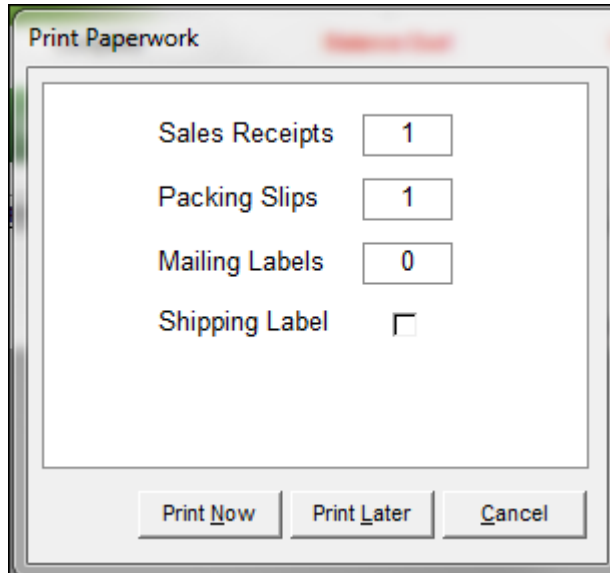 Print Paperwork
Sales Receipts 1
Packing Slips 1
Mailing Labels 0
Shipping Label
Print Now Print Later Cancel